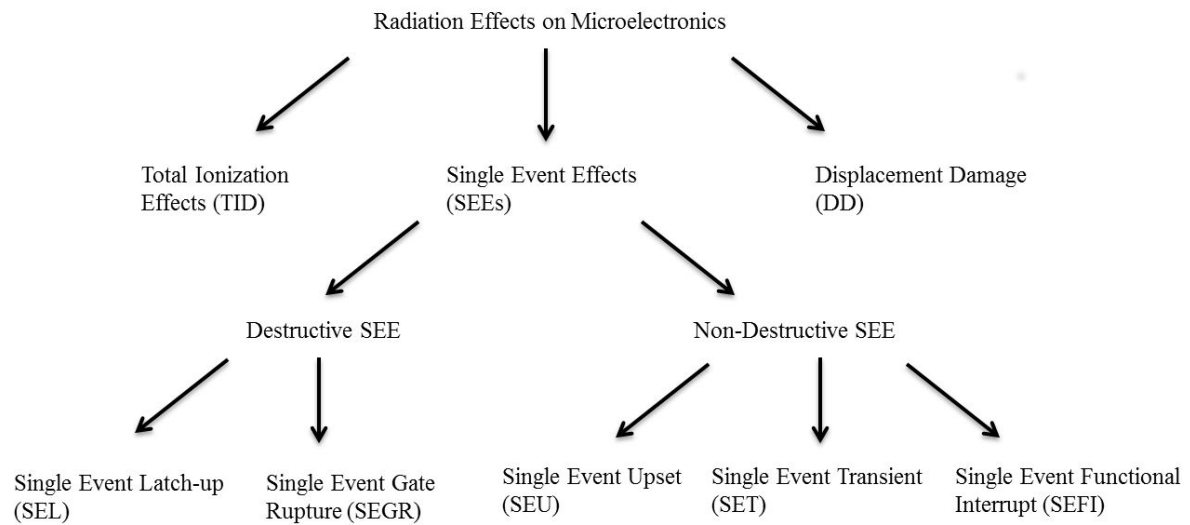 Radiation Effects on Microelectronics
Total Ionization
Effects (TID)
Single Event Effects
(SEEs)
Displacement Damage
(DD)
Destructive SEE
Non-Destructive SEE
Single Event Latch-up
(SEL)
Single Event Gate
Rupture (SEGR)
Single Event Upset
(SEU)
Single Event Transient
(SET)
Single Event Functional
Interrupt (SEFI)